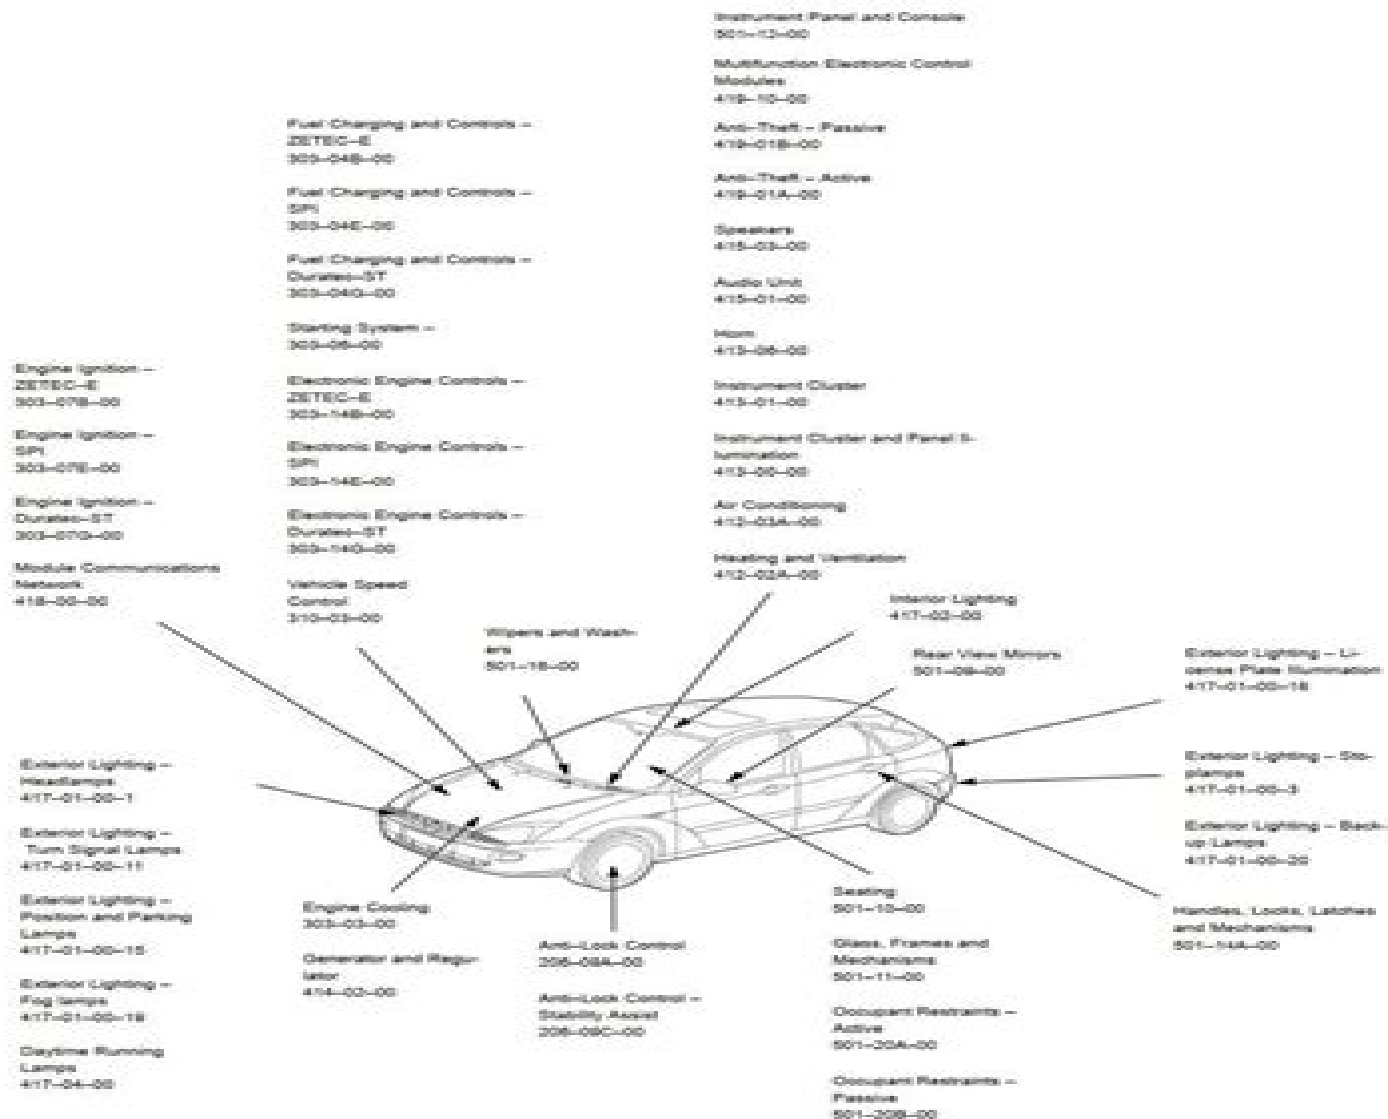 Instrument Panel and Console
501–12–00
Multifunction Electronic Control
Modules
419–10–00
Anti–Theft – Passive
419–01B–00
Anti–Theft – Active
419–01A–00
Speakers
415–03–00
Audio Unit
415–01–00
Horn
413–06–00
Instrument Cluster
413–01–00
Instrument Cluster and Panel Il-
lumination
413–00–00
Air Conditioning
412–03A–00
Heating and Ventilation
412–02A–00
Fuel Charging and Controls –
ZETEC–E
303–04B–00
Fuel Charging and Controls –
SPI
303–04E–00
Fuel Charging and Controls –
Duratec–ST
303–04G–00
Starting System –
303–06–00
Electronic Engine Controls –
ZETEC–E
303–14B–00
Electronic Engine Controls –
SPI
303–14E–00
Electronic Engine Controls –
Duratec–ST
303–14G–00
Vehicle Speed
Control
310–03–00
Engine Ignition –
ZETEC–E
303–07B–00
Engine Ignition –
SPI
303–07E–00
Engine Ignition –
Duratec–ST
303–07G–00
Module Communications
Network
418–00–00
Wipers and Wash-
ers
501–16–00
Interior Lighting
417–02–00
Rear View Mirrors
501–09–00
Exterior Lighting – Li-
cense Plate Illumination
417–01–00–18
Exterior Lighting – Sto-
plamps
417–01–00–3
Exterior Lighting – Back-
up Lamps
417–01–00–20
Handles, Locks, Latches
and Mechanisms
501–14A–00
Exterior Lighting –
Headlamps
417–01–00–1
Exterior Lighting –
Turn Signal Lamps
417–01–00–11
Exterior Lighting –
Position and Parking
Lamps
417–01–00–15
Exterior Lighting –
Fog lamps
417–01–00–18
Daytime Running
Lamps
417–04–00
Engine Cooling
303–03–00
Generator and Regu-
lator
414–02–00
Anti–Lock Control
206–09A–00
Anti–Lock Control –
Stability Assist
206–09C–00
Seating
501–10–00
Glass, Frames and
Mechanisms
501–11–00
Occupant Restraints –
Active
501–20A–00
Occupant Restraints –
Passive
501–20B–00